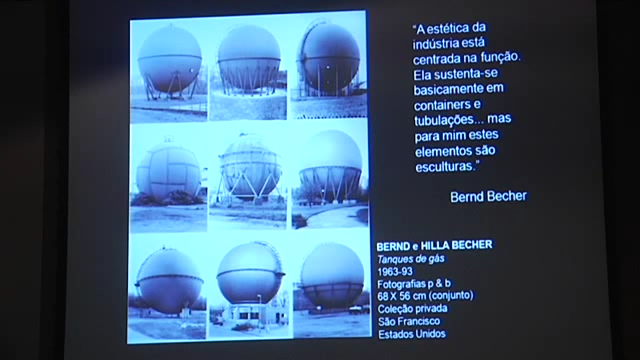 “A estética da
indústria está
centrada na função.
Ela sustenta-se
basicamente em
containers e
tubulações... mas
para mim estes
elementos são
esculturas.”
Bernd Becher
BERND e HILLA BECHER
Tanques de gás
1963-93
Fotografias p & b
68 X 56 cm (conjunto)
Coleção privada
São Francisco
Estados Unidos